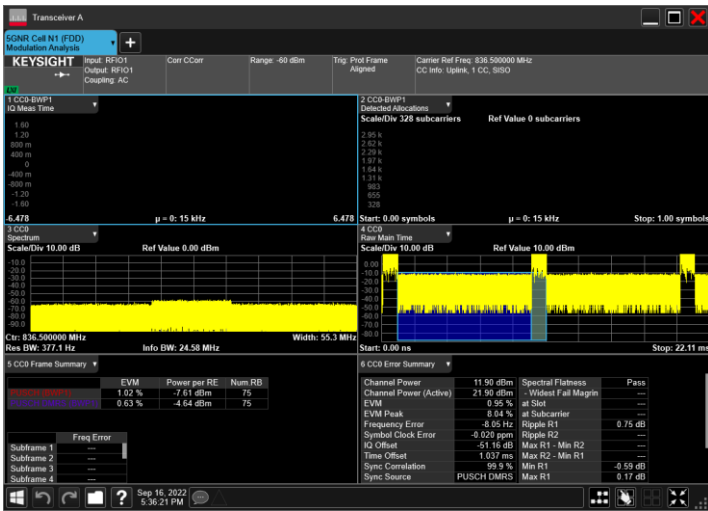 Transceiver A
5GNR Cell N1 (FDD)
Modulation Analysis
KEYSIGHT
Input: RFIO1
Output: RFIO1
Coupling: AC
Corr CCorr
Range: -60 dBm
Trig: Prot Frame
Aligned
Carrier Ref Freq: 836.500000 MHz
CC Info: Uplink, 1 CC, SISO
1 CC0-BWP1
IQ Meas Time
1.60
1.20
800 m
400 m
0
-400 m
-800 m
-1.20
-1.60
-6.478 µ = 0: 15 kHz 6.478
2 CC0-BWP1
Detected Allocations
Scale/Div 328 subcarriers Ref Value 0 subcarriers
2.95 k
2.62 k
2.29 k
1.97 k
1.64 k
1.31 k
983
655
328
Start: 0.00 symbols µ = 0: 15 kHz Stop: 1.00 symbols
3 CC0
Spectrum
Scale/Div 10.00 dB Ref Value 0.00 dBm
-10.0
-20.0
-30.0
-40.0
-50.0
-60.0
-70.0
-80.0
-90.0
Ctr: 836.500000 MHz Width: 55.3 MHz
Res BW: 377.1 Hz Info BW: 24.58 MHz
4 CC0
Raw Main Time
Scale/Div 10.00 dB Ref Value 10.00 dBm
0.00
-10.0
-20.0
-30.0
-40.0
-50.0
-60.0
-70.0
-80.0
Start: 0.00 ns Stop: 22.11 ms
5 CC0 Frame Summary
EVM Power per RE Num.RB
1.02 % -7.61 dBm 75
0.63 % -4.64 dBm 75
Freq Error
Subframe 1 ---
Subframe 2 ---
Subframe 3 ---
Subframe 4 ---
6 CC0 Error Summary
Channel Power 11.90 dBm Spectral Flatness Pass
Channel Power (Active) 21.90 dBm - Widest Fail Magrin ---
EVM 0.95 % at Slot ---
EVM Peak 8.04 % at Subcarrier ---
Frequency Error -8.05 Hz Ripple R1 0.75 dB
Symbol Clock Error -0.020 ppm Ripple R2 ---
IQ Offset -51.16 dB Max R1 - Min R2 ---
Time Offset 1.037 ms Max R2 - Min R1 ---
Sync Correlation 99.9 % Min R1 -0.59 dB
Sync Source PUSCH DMRS Max R1 0.17 dB
Sep 16, 2022
5:36:21 PM